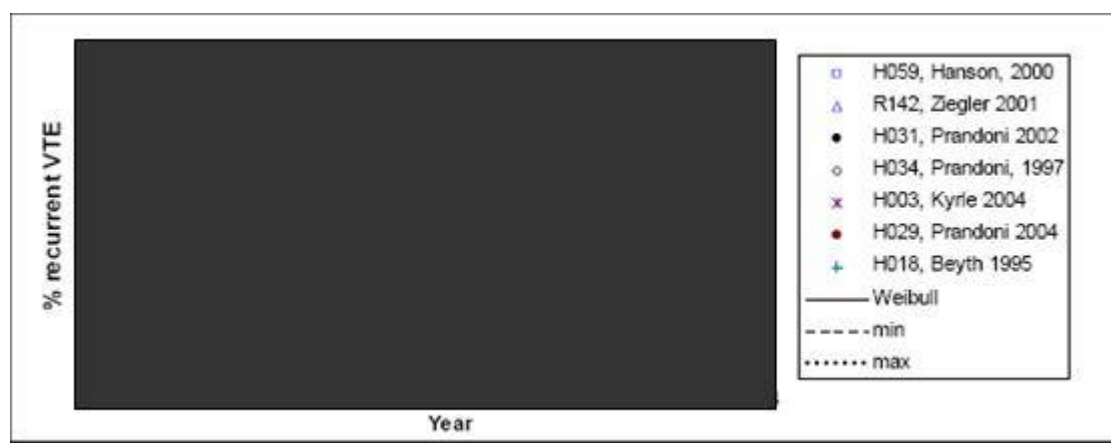 % recurrent VTE
Year
H059, Hanson, 2000
R142, Ziegler 2001
H031, Prandoni 2002
H034, Prandoni, 1997
H003, Kyrle 2004
H029, Prandoni 2004
H018, Beyth 1995
Weibull
min
max